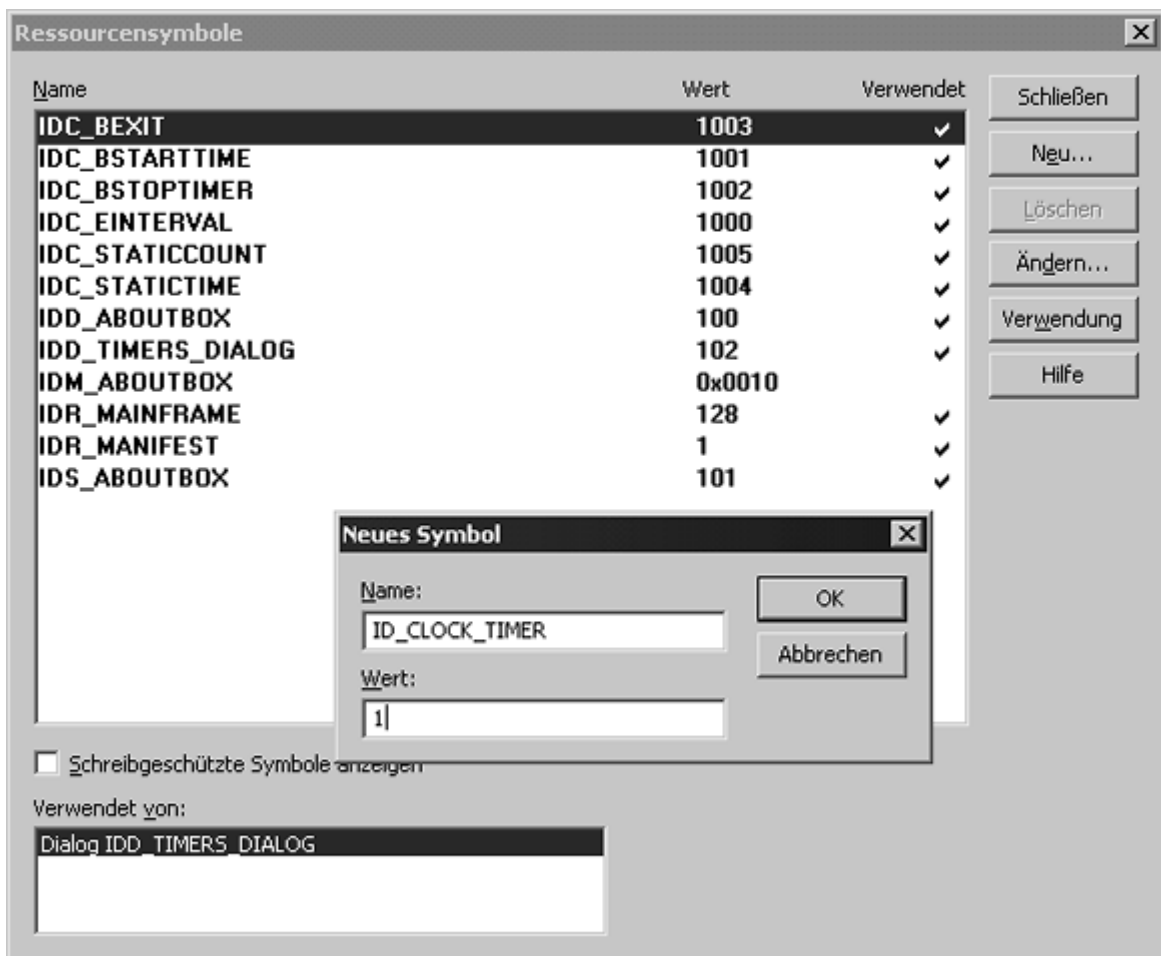 Ressourcensymbole
Name Wert Verwendet
IDC_BEXIT 1003
IDC_BSTARTTIME 1001
IDC_BSTOPTIMER 1002
IDC_EINTERVAL 1000
IDC_STATICCOUNT 1005
IDC_STATICTIME 1004
IDD_ABOUTBOX 100
IDD_TIMERS_DIALOG 102
IDM_ABOUTBOX 0x0010
IDR_MAINFRAME 128
IDR_MANIFEST 1
IDS_ABOUTBOX 101
Schließen
Neu...
Löschen
Ändern...
Verwendung
Hilfe
Neues Symbol
Name:
ID_CLOCK_TIMER
Wert:
1
OK
Abbrechen
Schreibgeschützte Symbole anzeigen
Verwendet von:
Dialog IDD_TIMERS_DIALOG